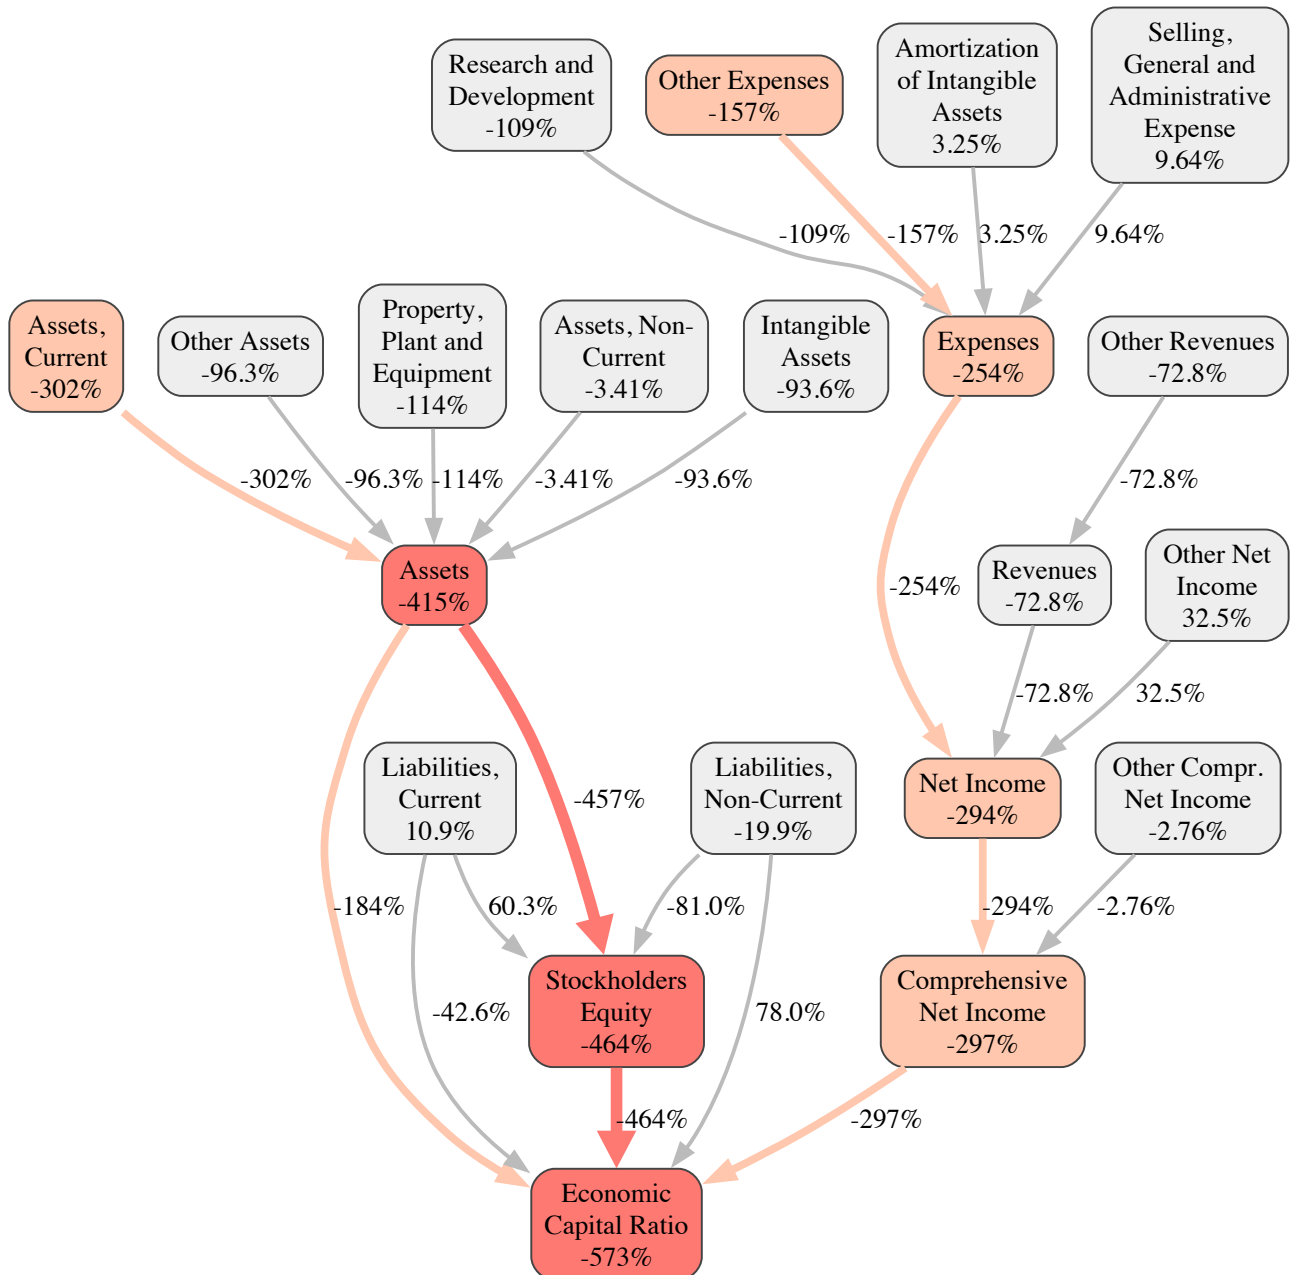 Research and
Development
-109%
Other Expenses
-157%
Amortization
of Intangible
Assets
3.25%
Selling,
General and
Administrative
Expense
9.64%
-109%
-157%
3.25%
9.64%
Assets,
Current
-302%
Other Assets
-96.3%
Property,
Plant and
Equipment
-114%
Assets, Non-
Current
-3.41%
Intangible
Assets
-93.6%
Expenses
-254%
Other Revenues
-72.8%
-302%
-96.3%
-114%
-3.41%
-93.6%
-72.8%
Assets
-415%
-254%
Revenues
-72.8%
Other Net
Income
32.5%
-72.8%
32.5%
Liabilities,
Current
10.9%
-457%
Liabilities,
Non-Current
-19.9%
Net Income
-294%
Other Compr.
Net Income
-2.76%
-184%
60.3%
-81.0%
-294%
-2.76%
-42.6%
Stockholders
Equity
-464%
78.0%
Comprehensive
Net Income
-297%
-464%
-297%
Economic
Capital Ratio
-573%